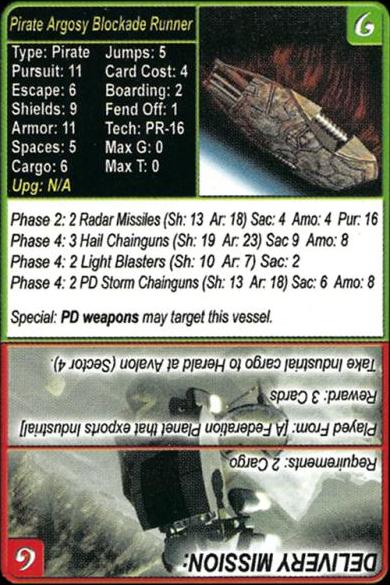 Pirate Argosy Blockade Runner
6
Type: Pirate Jumps: 5
Pursuit: 11 Card Cost: 4
Escape: 6 Boarding: 2
Shields: 9 Fend Off: 1
Armor: 11 Tech: PR-16
Spaces: 5 Max G: 0
Cargo: 6 Max T: 0
Upg: N/A
Phase 2: 2 Radar Missiles (Sh: 13 Ar: 18) Sac: 4 Amo: 4 Pur: 16
Phase 4: 3 Hail Chainguns (Sh: 19 Ar: 23) Sac 9 Amo: 8
Phase 4: 2 Light Blasters (Sh: 10 Ar: 7) Sac: 2
Phase 4: 2 PD Storm Chainguns (Sh: 13 Ar: 18) Sac: 6 Amo: 8
Special: PD weapons may target this vessel.
DELIVERY MISSION:
6
Requirements: 2 Cargo
Played From: [A Federation Planet that exports Industrial]
Reward: 3 Cards
Take Industrial cargo to Herald at Avalon (Sector 4).